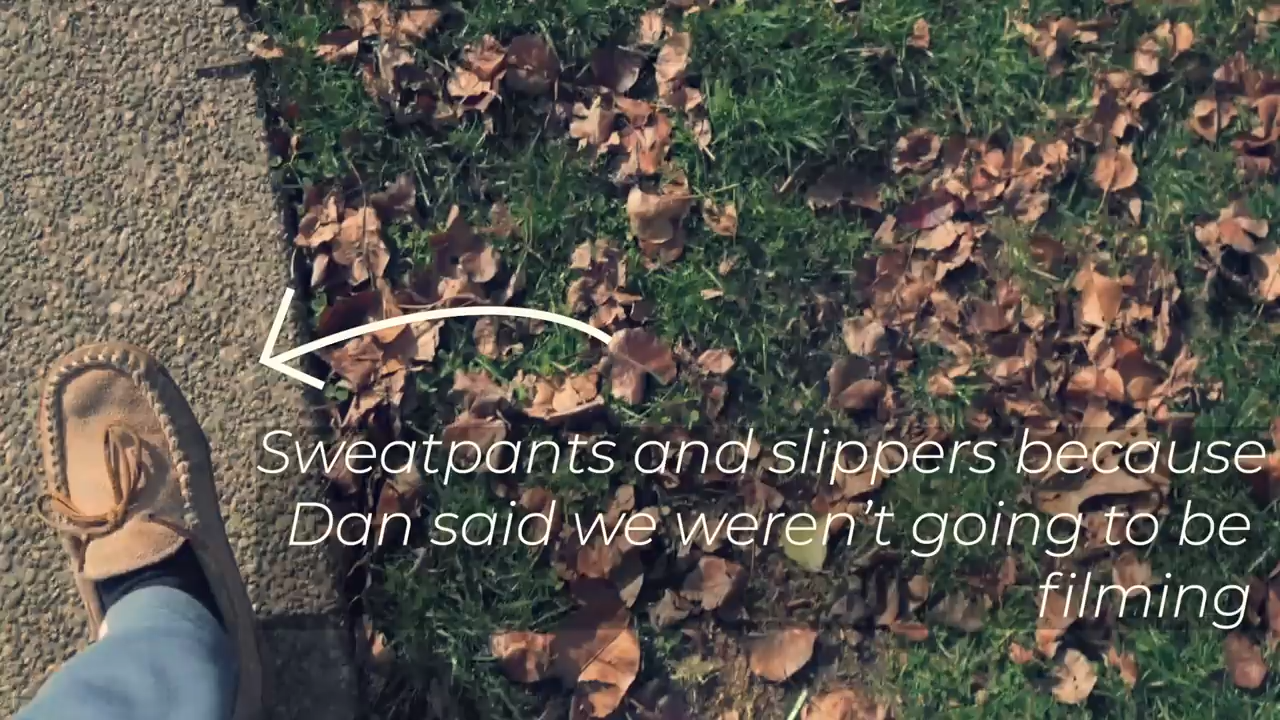 Sweatpants and slippers because
Dan said we weren’t going to be
filming